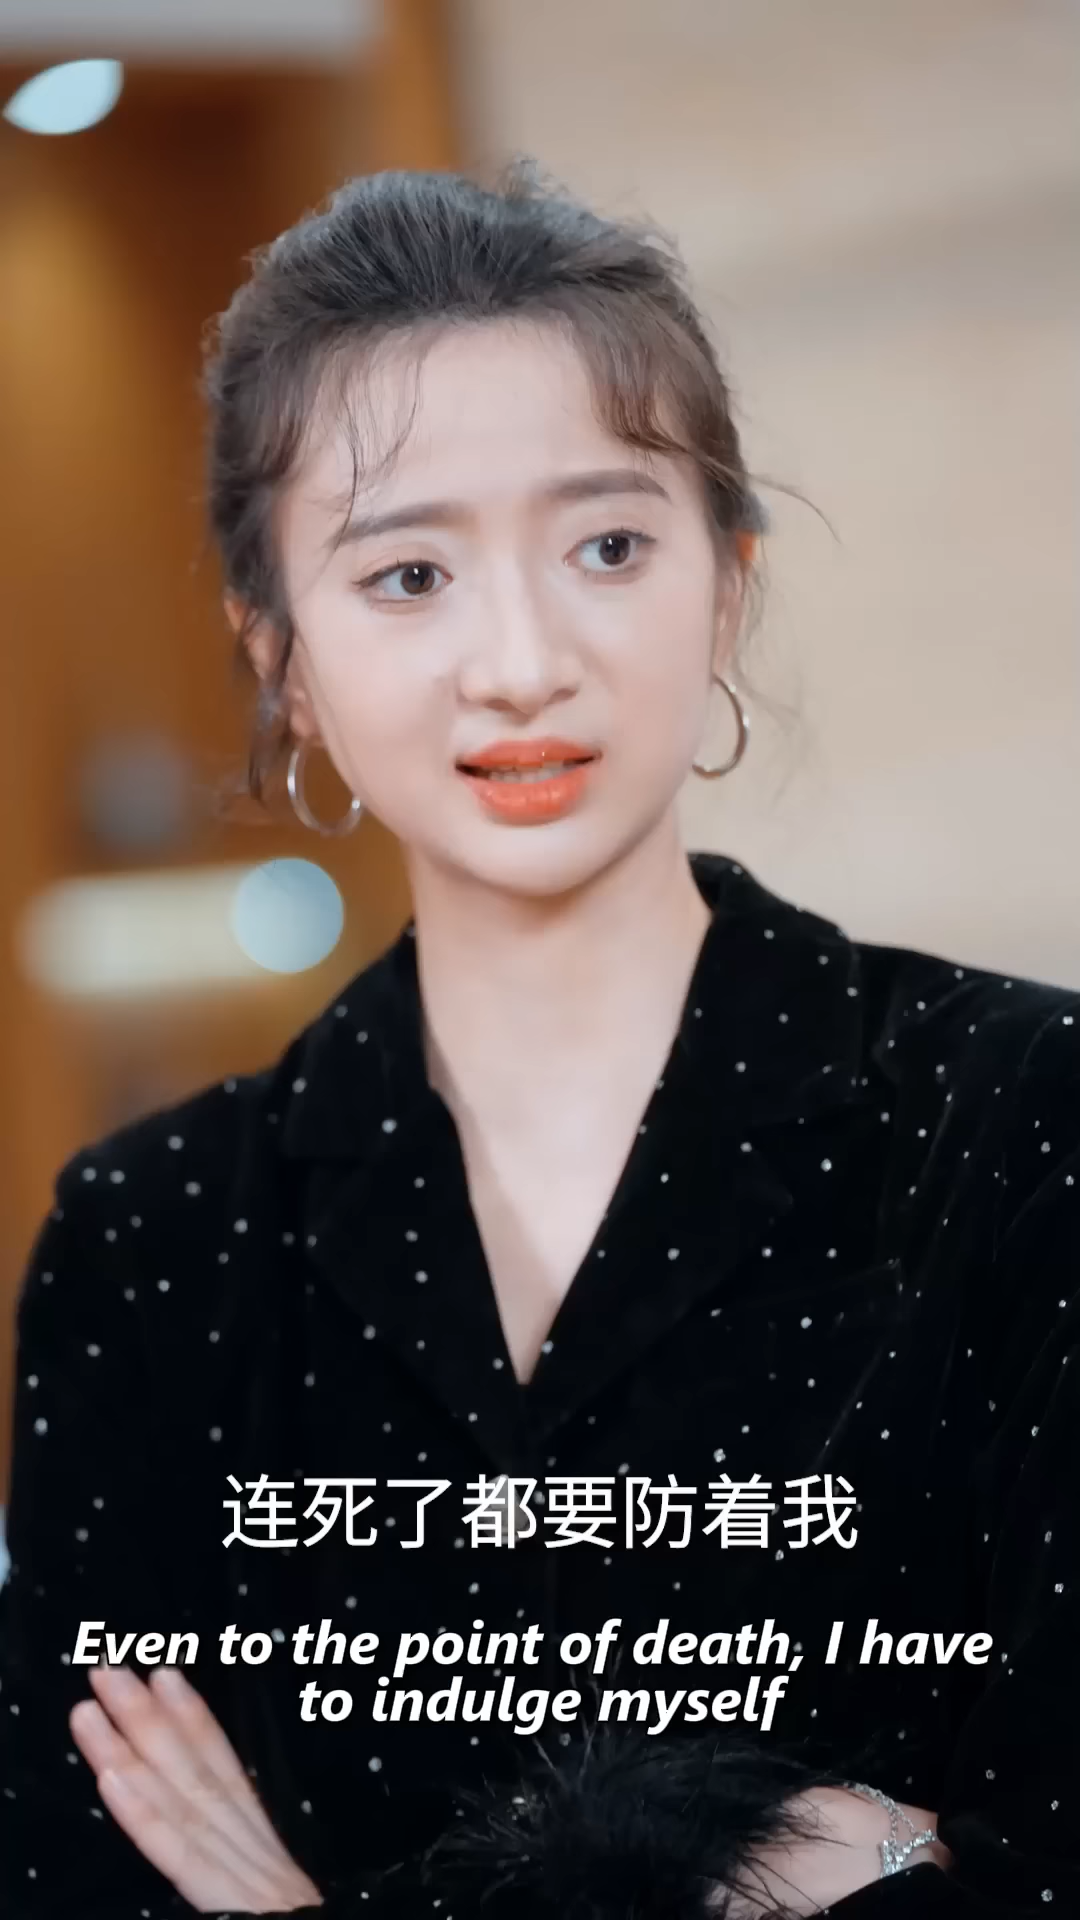 连死了都要防着我
Even to the point of death, I have
to indulge myself